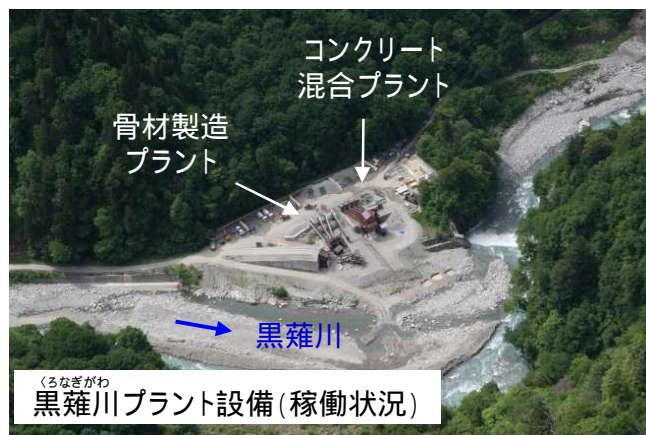 コンクリート
混合プラント
骨材製造
プラント
黒薙川
くろなぎがわ
黒薙川プラント設備(稼働状況)